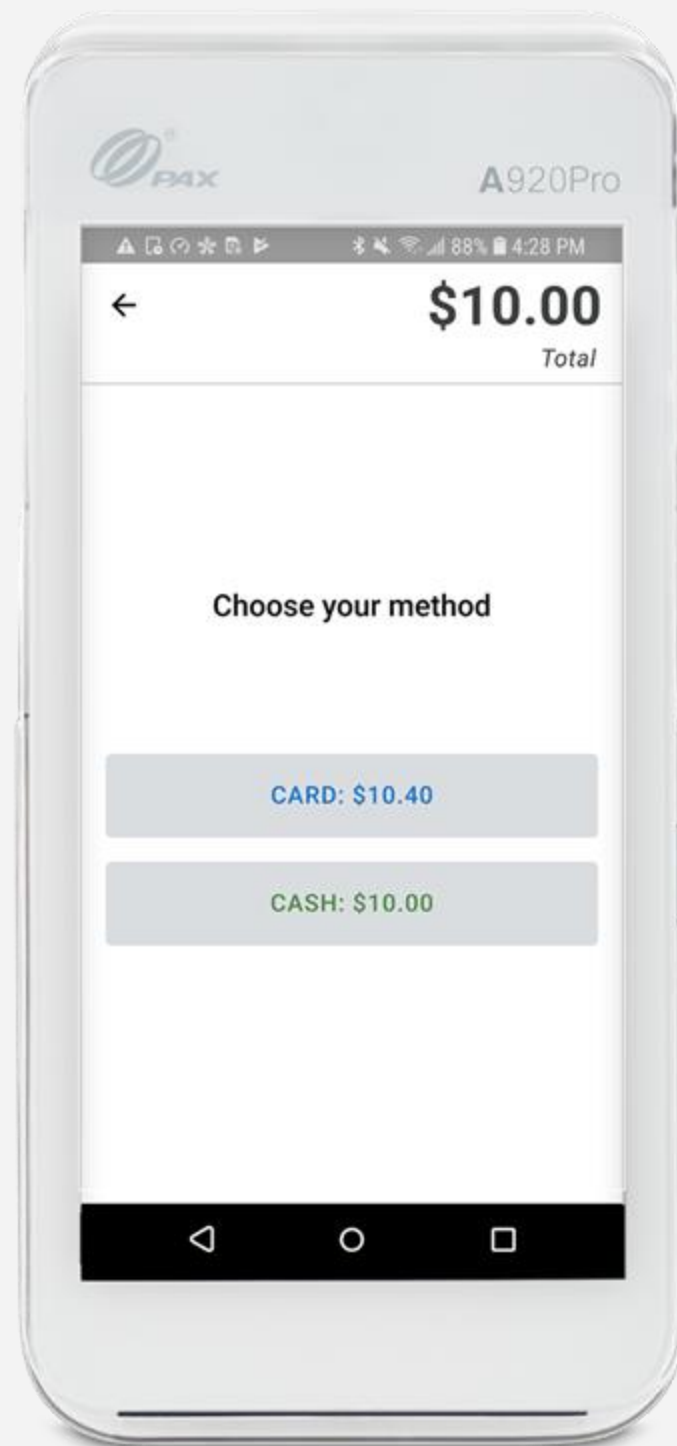 PAX®
A920Pro
88% 4:28 PM
$10.00
Total
Choose your method
CARD: $10.40
CASH: $10.00